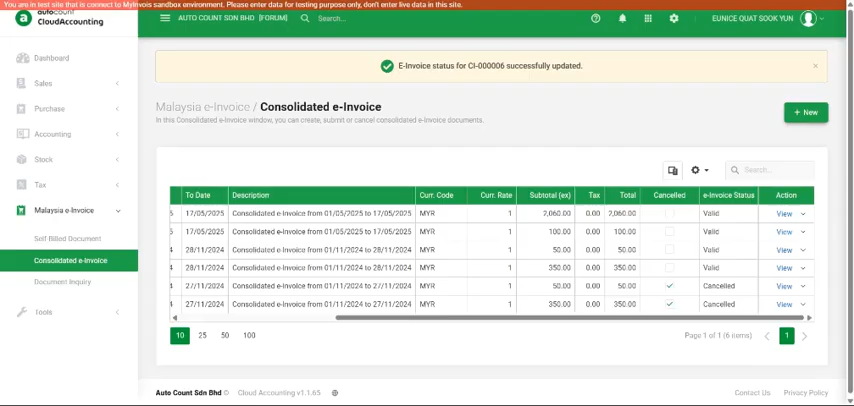 You are in test site that is connect to MyInvois sandbox environment. Please enter data for testing purpose only, don't enter live data in this site.
autocount
CloudAccounting
AUTO COUNT SDN BHD [FORUM]
Search...
EUNICE QUAT SOOK YUN
Dashboard
Sales
Purchase
Accounting
Stock
Tax
Malaysia e-Invoice
Self-Billed Document
Consolidated e-Invoice
Document Inquiry
Tools
E-Invoice status for CI-000006 successfully updated.
Malaysia e-Invoice / Consolidated e-Invoice
In this Consolidated e-Invoice window, you can create, submit or cancel consolidated e-Invoice documents.
+ New
Search...
To Date Description Curr. Code Curr. Rate Subtotal (ex) Tax Total Cancelled e-Invoice Status Action
5 17/05/2025 Consolidated e-Invoice from 01/05/2025 to 17/05/2025 MYR 1 2,060.00 0.00 2,060.00 Valid View
5 17/05/2025 Consolidated e-Invoice from 01/05/2025 to 17/05/2025 MYR 1 100.00 0.00 100.00 Valid View
4 28/11/2024 Consolidated e-Invoice from 01/11/2024 to 28/11/2024 MYR 1 50.00 0.00 50.00 Valid View
4 28/11/2024 Consolidated e-Invoice from 01/11/2024 to 28/11/2024 MYR 1 350.00 0.00 350.00 Valid View
4 27/11/2024 Consolidated e-Invoice from 01/11/2024 to 27/11/2024 MYR 1 50.00 0.00 50.00 Cancelled View
4 27/11/2024 Consolidated e-Invoice from 01/11/2024 to 27/11/2024 MYR 1 350.00 0.00 350.00 Cancelled View
10 25 50 100
Page 1 of 1 (6 items)
1
Auto Count Sdn Bhd © Cloud Accounting v1.1.65
Contact Us Privacy Policy